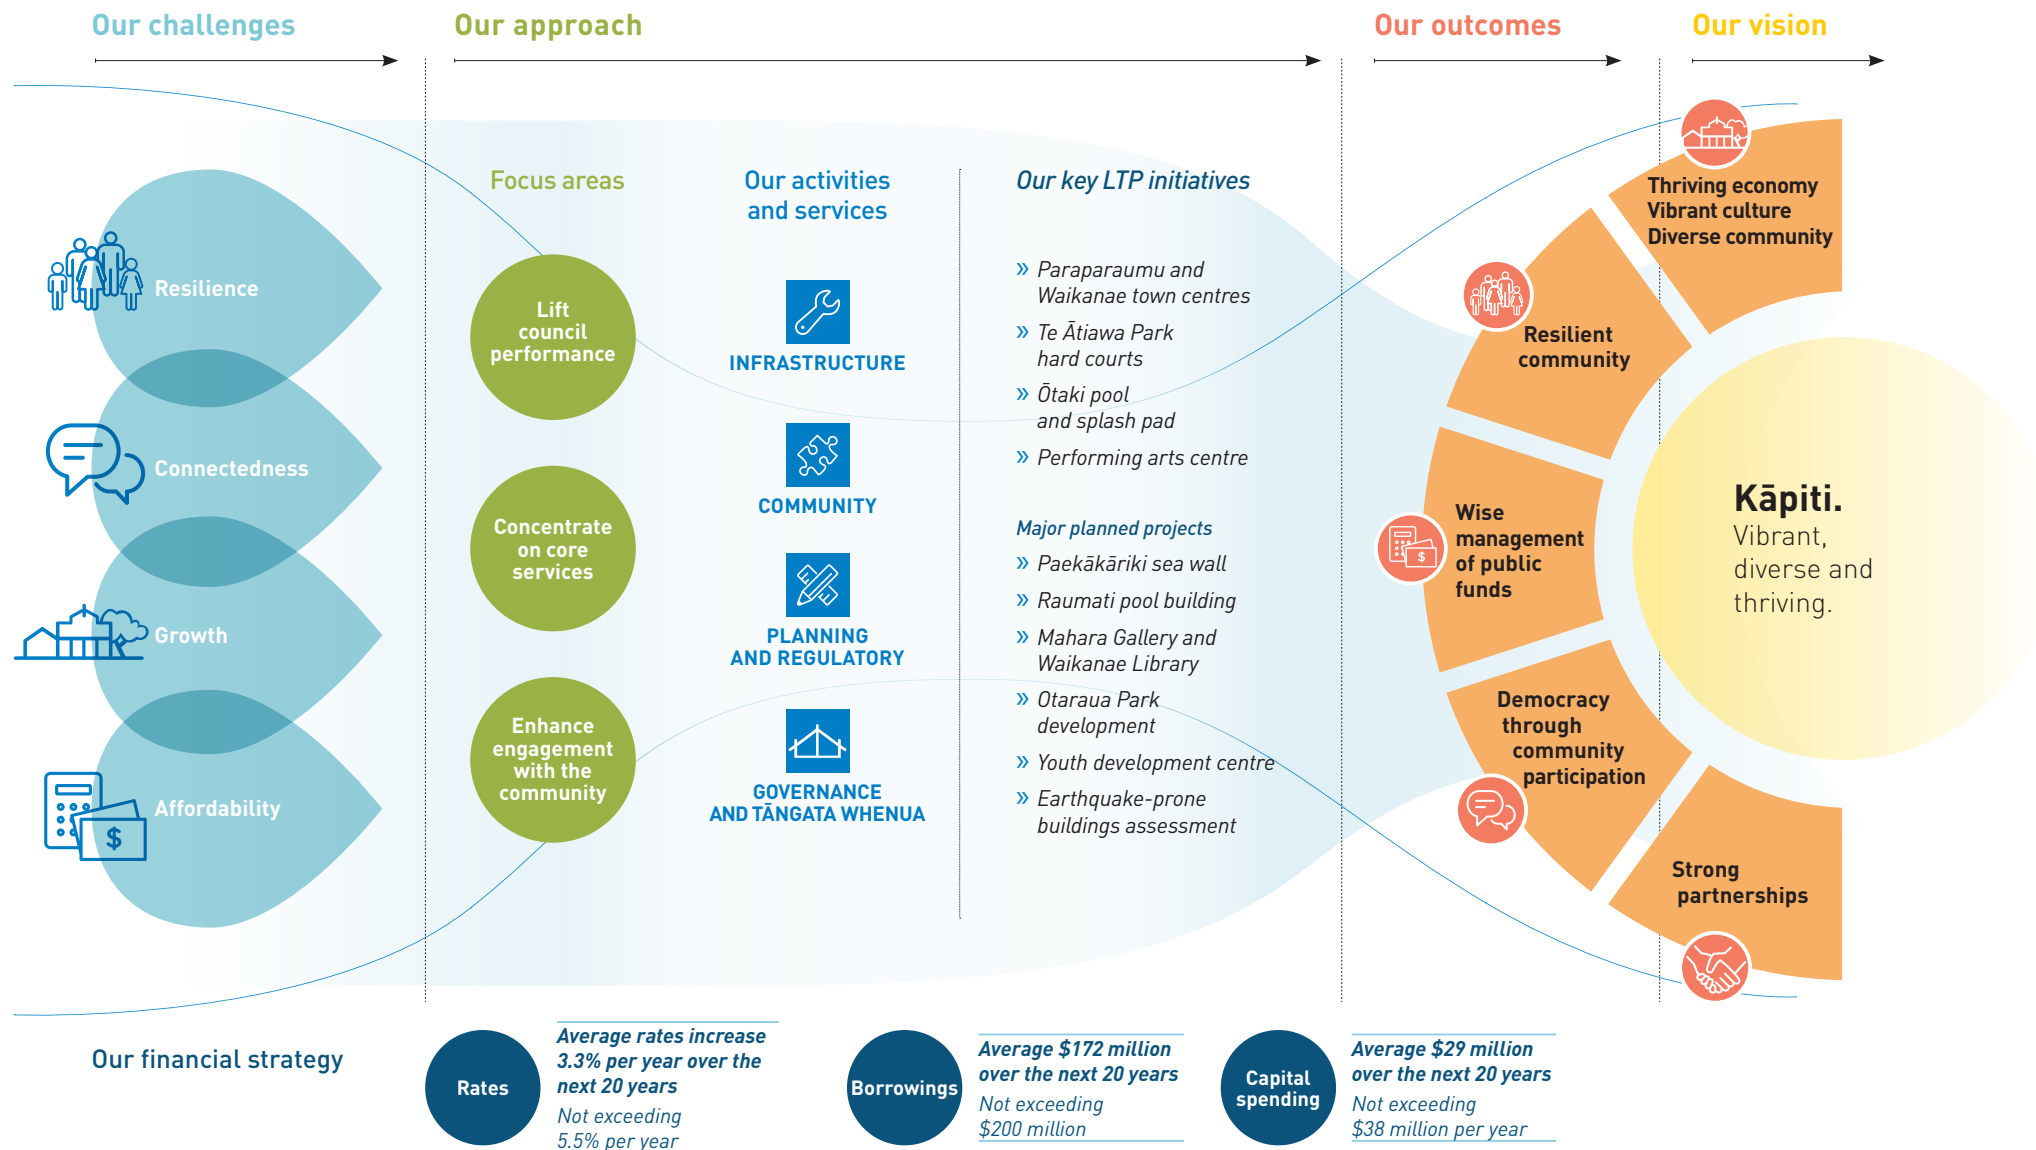 Our challenges
Our approach
Our outcomes
Our vision
Resilience
Connectedness
Growth
Affordability
$
Focus areas
Lift
council
performance
Concentrate
on core
services
Enhance
engagement
with the
community
Our activities
and services
INFRASTRUCTURE
COMMUNITY
PLANNING
AND REGULATORY
GOVERNANCE
AND TĀNGATA WHENUA
Our key LTP initiatives
» Paraparaumu and
Waikanae town centres
» Te Ātiawa Park
hard courts
» Ōtaki pool
and splash pad
» Performing arts centre
Major planned projects
» Paekākāriki sea wall
» Raumati pool building
» Mahara Gallery and
Waikanae Library
» Otaraua Park
development
» Youth development centre
» Earthquake-prone
buildings assessment
Thriving economy
Vibrant culture
Diverse community
Resilient
community
$
Wise
management
of public
funds
Democracy
through
community
participation
Strong
partnerships
Kāpiti.
Vibrant,
diverse and
thriving.
Our financial strategy
Rates
Average rates increase
3.3% per year over the
next 20 years
Not exceeding
5.5% per year
Borrowings
Average $172 million
over the next 20 years
Not exceeding
$200 million
Capital
spending
Average $29 million
over the next 20 years
Not exceeding
$38 million per year